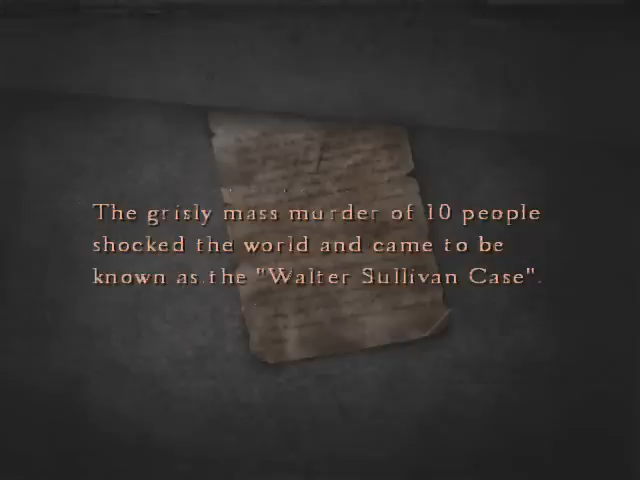 The grisly mass murder of 10 people
shocked the world and came to be
known as the "Walter Sullivan Case".